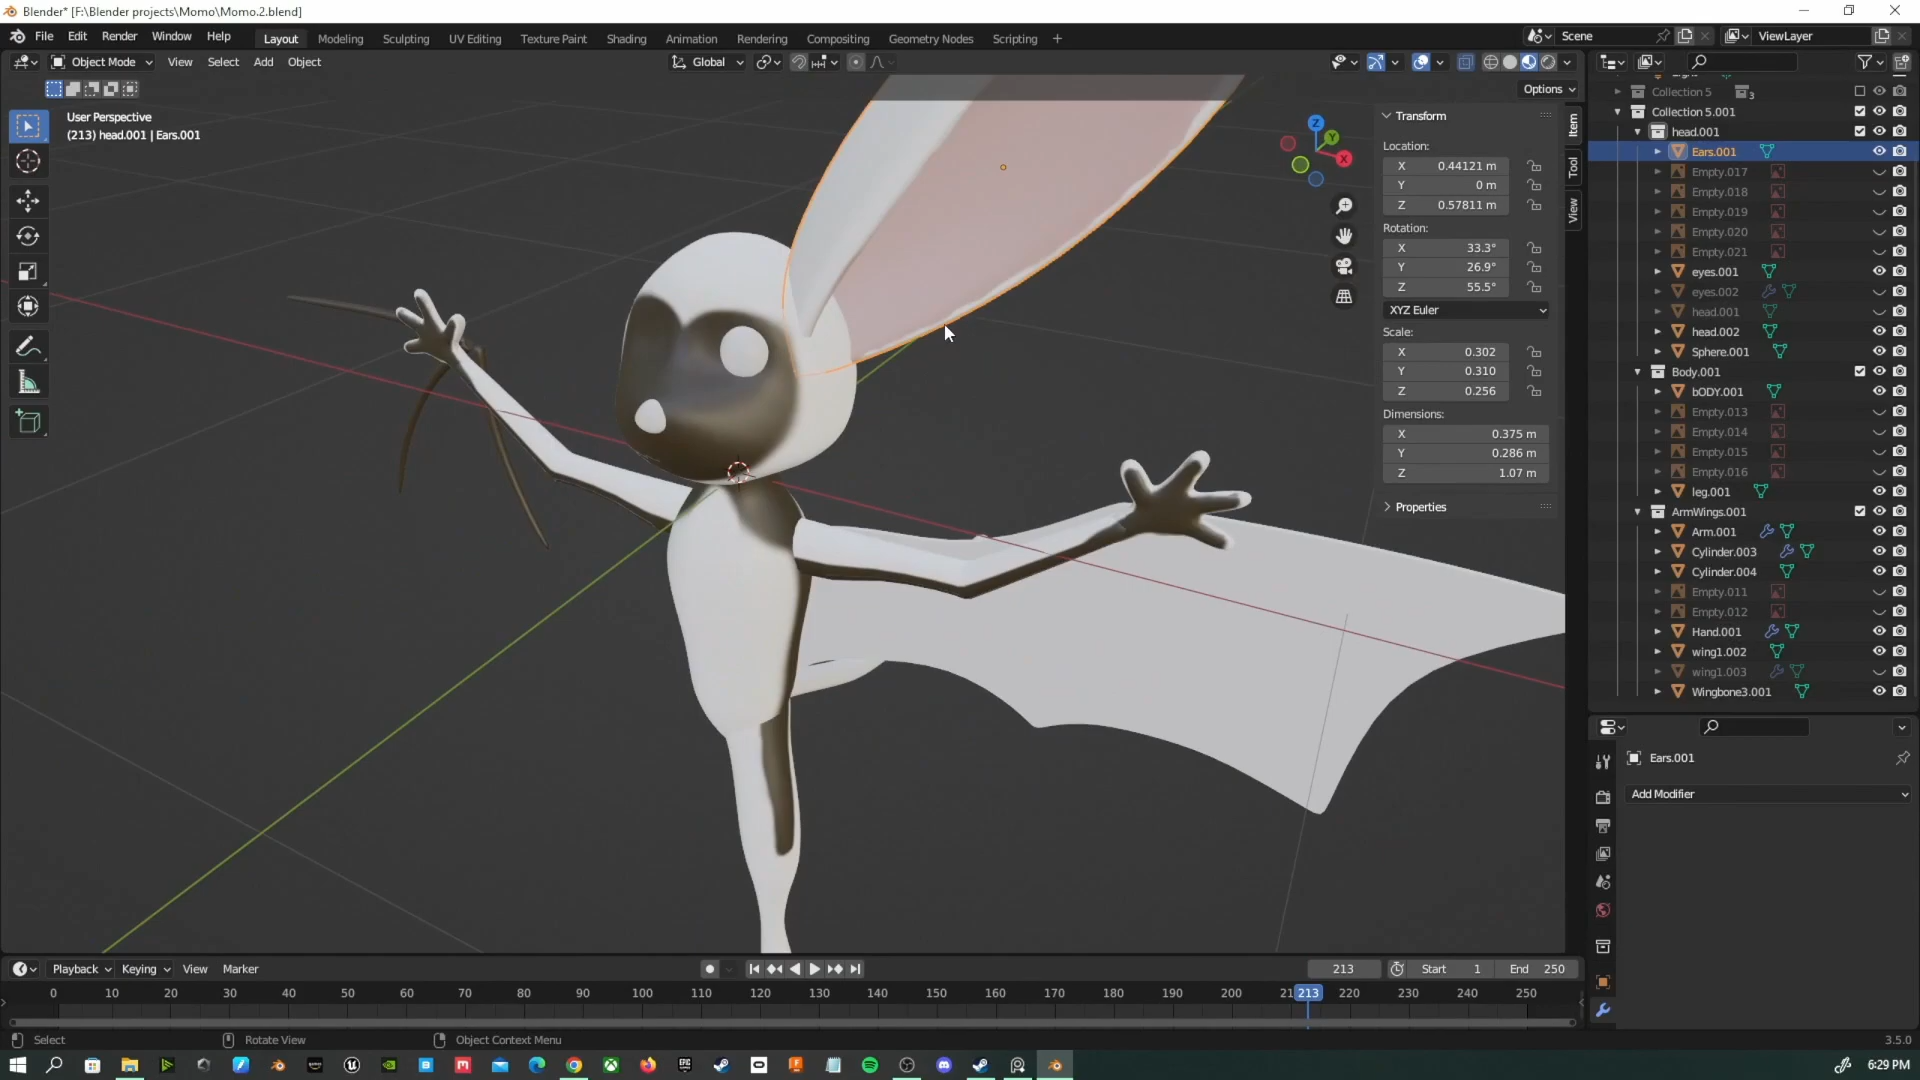 Blender* [F:\Blender projects\Momo\Momo.2.blend]
File Edit Render Window Help Layout Modeling Sculpting UV Editing Texture Paint Shading Animation Rendering Compositing Geometry Nodes Scripting + Scene ViewLayer
Object Mode View Select Add Object Global
Options
User Perspective
(213) head.001 | Ears.001
Z
Y
X
Transform
Location:
X 0.44121 m
Y 0 m
Z 0.57811 m
Rotation:
X 33.3°
Y 26.9°
Z 55.5°
XYZ Euler
Scale:
X 0.302
Y 0.310
Z 0.256
Dimensions:
X 0.375 m
Y 0.286 m
Z 1.07 m
Properties
Item
Tool
View
Collection 5 3
Collection 5.001
head.001
Ears.001
Empty.017
Empty.018
Empty.019
Empty.020
Empty.021
eyes.001
eyes.002
head.001
head.002
Sphere.001
Body.001
bODY.001
Empty.013
Empty.014
Empty.015
Empty.016
leg.001
ArmWings.001
Arm.001
Cylinder.003
Cylinder.004
Empty.011
Empty.012
Hand.001
wing1.002
wing1.003
Wingbone3.001
Ears.001
Add Modifier
Playback Keying View Marker 213 Start 1 End 250
0 10 20 30 40 50 60 70 80 90 100 110 120 130 140 150 160 170 180 190 200 21 213 220 230 240 250
Select Rotate View Object Context Menu 3.5.0
6:29 PM